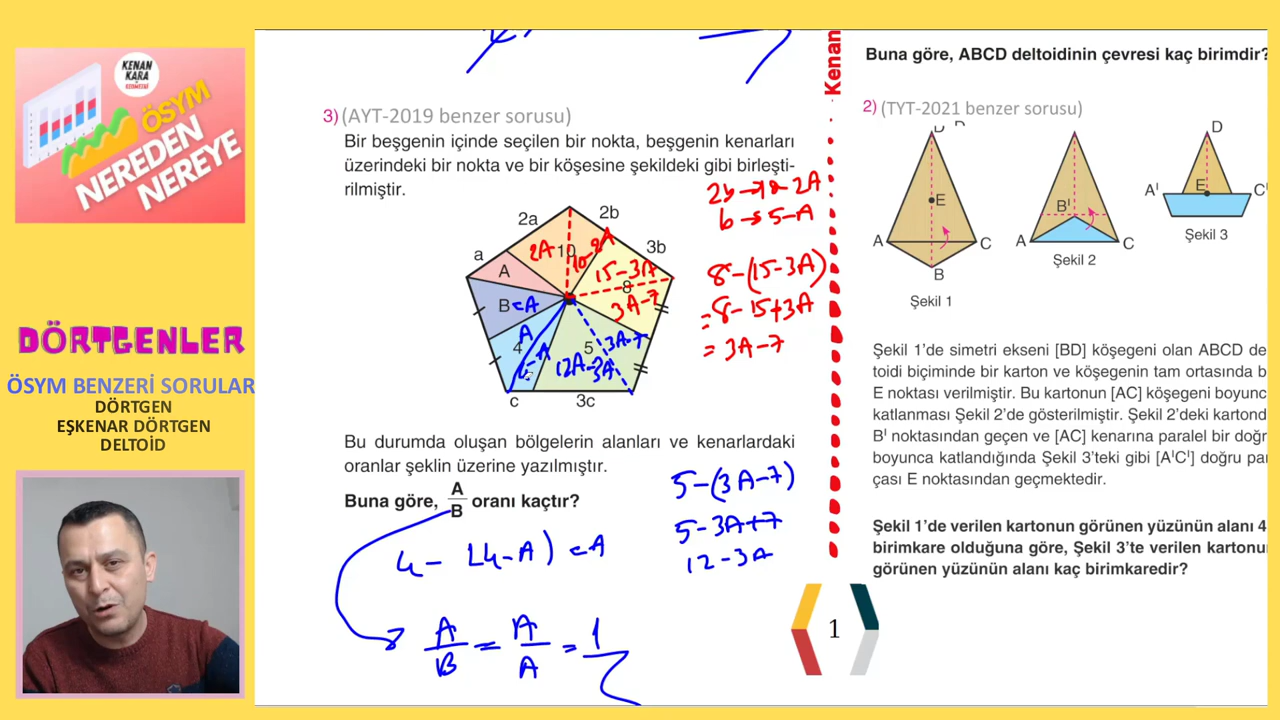 KENAN
KARA
ÖSYM
NEREDEN
NEREYE
DÖRTGENLER
ÖSYM BENZERİ SORULAR
DÖRTGEN
EŞKENAR DÖRTGEN
DELTOİD
3) (AYT-2019 benzer sorusu)
Bir beşgenin içinde seçilen bir nokta, beşgenin kenarları
üzerindeki bir nokta ve bir köşesine şekildeki gibi birleşti-
rilmiştir.
2a
2b
a
3b
2A
10
10-2A
A
15-3A
8
B=A
3A-7
A
4
4-A
5
3A-7
12A-3A
c
3c
2b → 10-2A
b → 5-A
8-(15-3A)
= 8-15+3A
= 3A-7
Bu durumda oluşan bölgelerin alanları ve kenarlardaki
oranlar şeklin üzerine yazılmıştır.
Buna göre, A/B oranı kaçtır?
4-(4-A) = A
A/B = A/A = 1
5-(3A-7)
5-3A+7
12-3A
Kenan
1
Buna göre, ABCD deltoidinin çevresi kaç birimdir?
2) (TYT-2021 benzer sorusu)
D
E
A
C
B
Şekil 1
D
B'
A
C
Şekil 2
D
A'
E
C'
Şekil 3
Şekil 1'de simetri ekseni [BD] köşegeni olan ABCD de
toidi biçiminde bir karton ve köşegenin tam ortasında b
E noktası verilmiştir. Bu kartonun [AC] köşegeni boyunc
katlanması Şekil 2'de gösterilmiştir. Şekil 2'deki kartond
B' noktasından geçen ve [AC] kenarına paralel bir doğr
boyunca katlandığında Şekil 3'teki gibi [A'C'] doğru par
çası E noktasından geçmektedir.
Şekil 1'de verilen kartonun görünen yüzünün alanı 4
birimkare olduğuna göre, Şekil 3'te verilen kartonu
görünen yüzünün alanı kaç birimkaredir?